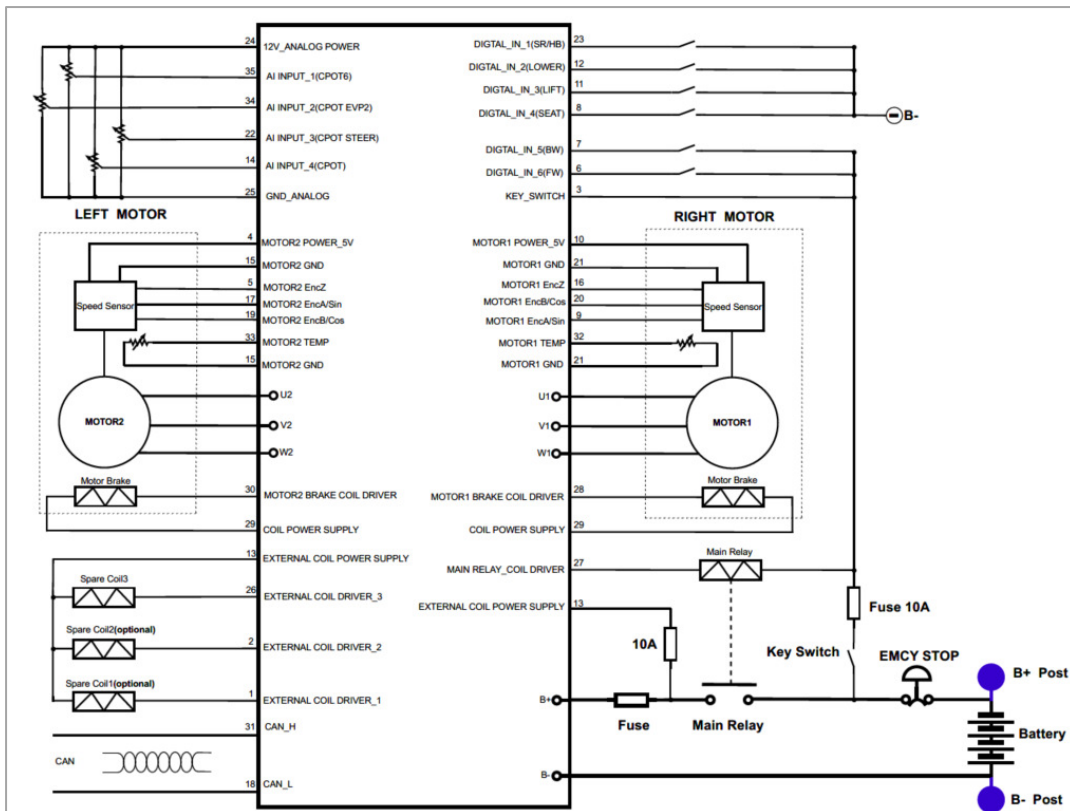 24 12V_ANALOG POWER
35 AI INPUT_1(CPOT6)
34 AI INPUT_2(CPOT EVP2)
22 AI INPUT_3(CPOT STEER)
14 AI INPUT_4(CPOT)
25 GND_ANALOG
LEFT MOTOR
4 MOTOR2 POWER_5V
15 MOTOR2 GND
5 MOTOR2 EncZ
17 MOTOR2 EncA/Sin
19 MOTOR2 EncB/Cos
Speed Sensor
33 MOTOR2 TEMP
15 MOTOR2 GND
U2
MOTOR2
V2
W2
Motor Brake
30 MOTOR2 BRAKE COIL DRIVER
29 COIL POWER SUPPLY
13 EXTERNAL COIL POWER SUPPLY
Spare Coil3
26 EXTERNAL COIL DRIVER_3
Spare Coil2(optional)
2 EXTERNAL COIL DRIVER_2
Spare Coil1(optional)
1 EXTERNAL COIL DRIVER_1
31 CAN_H
CAN
18 CAN_L
DIGTAL_IN_1(SR/HB) 23
DIGTAL_IN_2(LOWER) 12
DIGTAL_IN_3(LIFT) 11
DIGTAL_IN_4(SEAT) 8
B-
DIGTAL_IN_5(BW) 7
DIGTAL_IN_6(FW) 6
KEY_SWITCH 3
RIGHT MOTOR
MOTOR1 POWER_5V 10
MOTOR1 GND 21
MOTOR1 EncZ 16
MOTOR1 EncB/Cos 20
MOTOR1 EncA/Sin 9
Speed Sensor
MOTOR1 TEMP 32
MOTOR1 GND 21
U1
V1
MOTOR1
W1
Motor Brake
MOTOR1 BRAKE COIL DRIVER 28
COIL POWER SUPPLY 29
Main Relay
MAIN RELAY_COIL DRIVER 27
EXTERNAL COIL POWER SUPPLY 13
Fuse 10A
10A
Key Switch
EMCY STOP
B+ Post
B+
Fuse
Main Relay
Battery
B-
B- Post